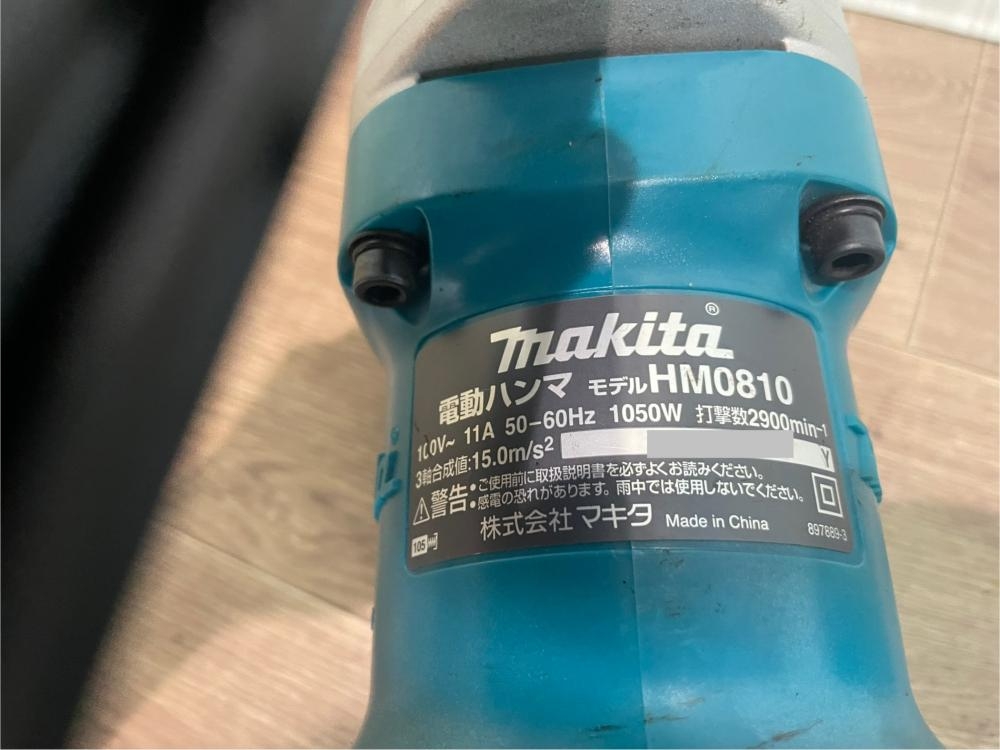 makita®
電動ハンマ モデルHM0810
100V~ 11A 50-60Hz 1050W 打撃数2900min-1
3軸合成値:15.0m/s2 Y
⚠警告 •ご使用前に取扱説明書を必ずよくお読みください。
•感電の恐れがあります。雨中では使用しないでください。
株式会社 マキタ Made in China 897889-3
105